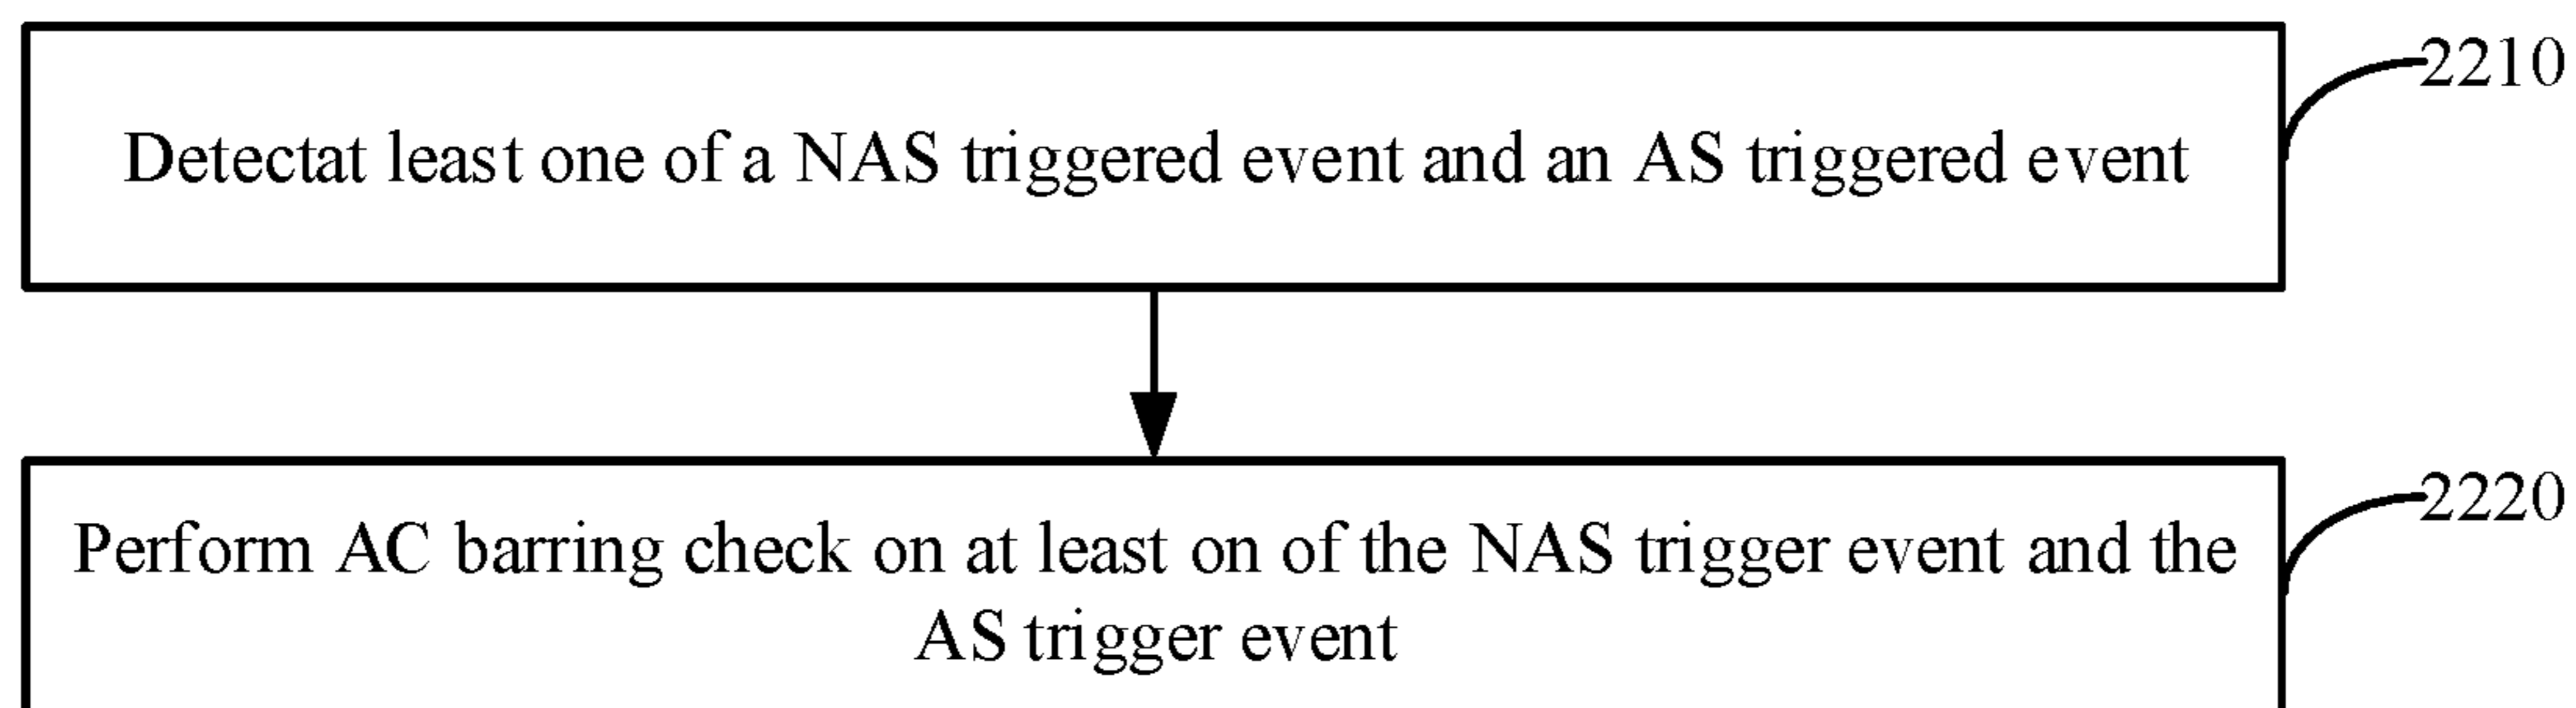 Detectat least one of a NAS triggered event and an AS triggered event
2210
Perform AC barring check on at least on of the NAS trigger event and the
AS trigger event
2220